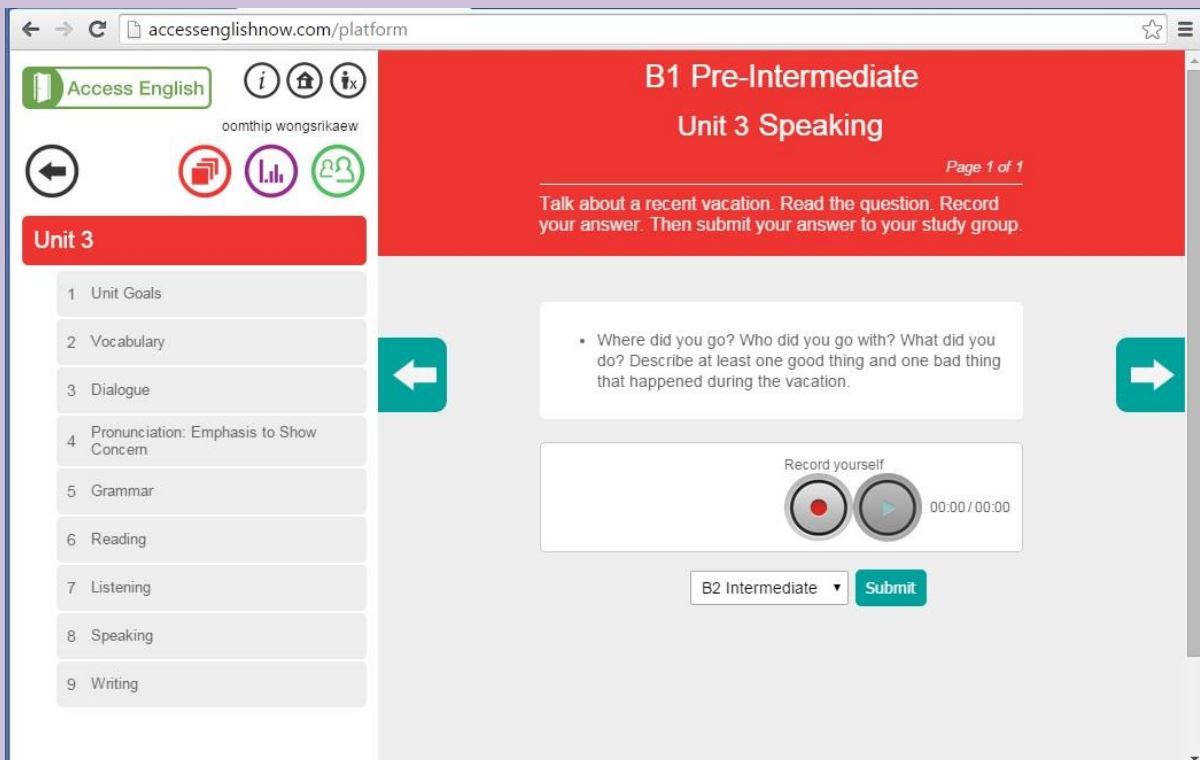 accessenglishnow.com/platform
Access English
i
x
oomthip wongsrikaew
Unit 3
1 Unit Goals
2 Vocabulary
3 Dialogue
4 Pronunciation: Emphasis to Show
Concern
5 Grammar
6 Reading
7 Listening
8 Speaking
9 Writing
B1 Pre-Intermediate
Unit 3 Speaking
Page 1 of 1
Talk about a recent vacation. Read the question. Record
your answer. Then submit your answer to your study group.
• Where did you go? Who did you go with? What did you
do? Describe at least one good thing and one bad thing
that happened during the vacation.
Record yourself
00:00 / 00:00
B2 Intermediate
Submit